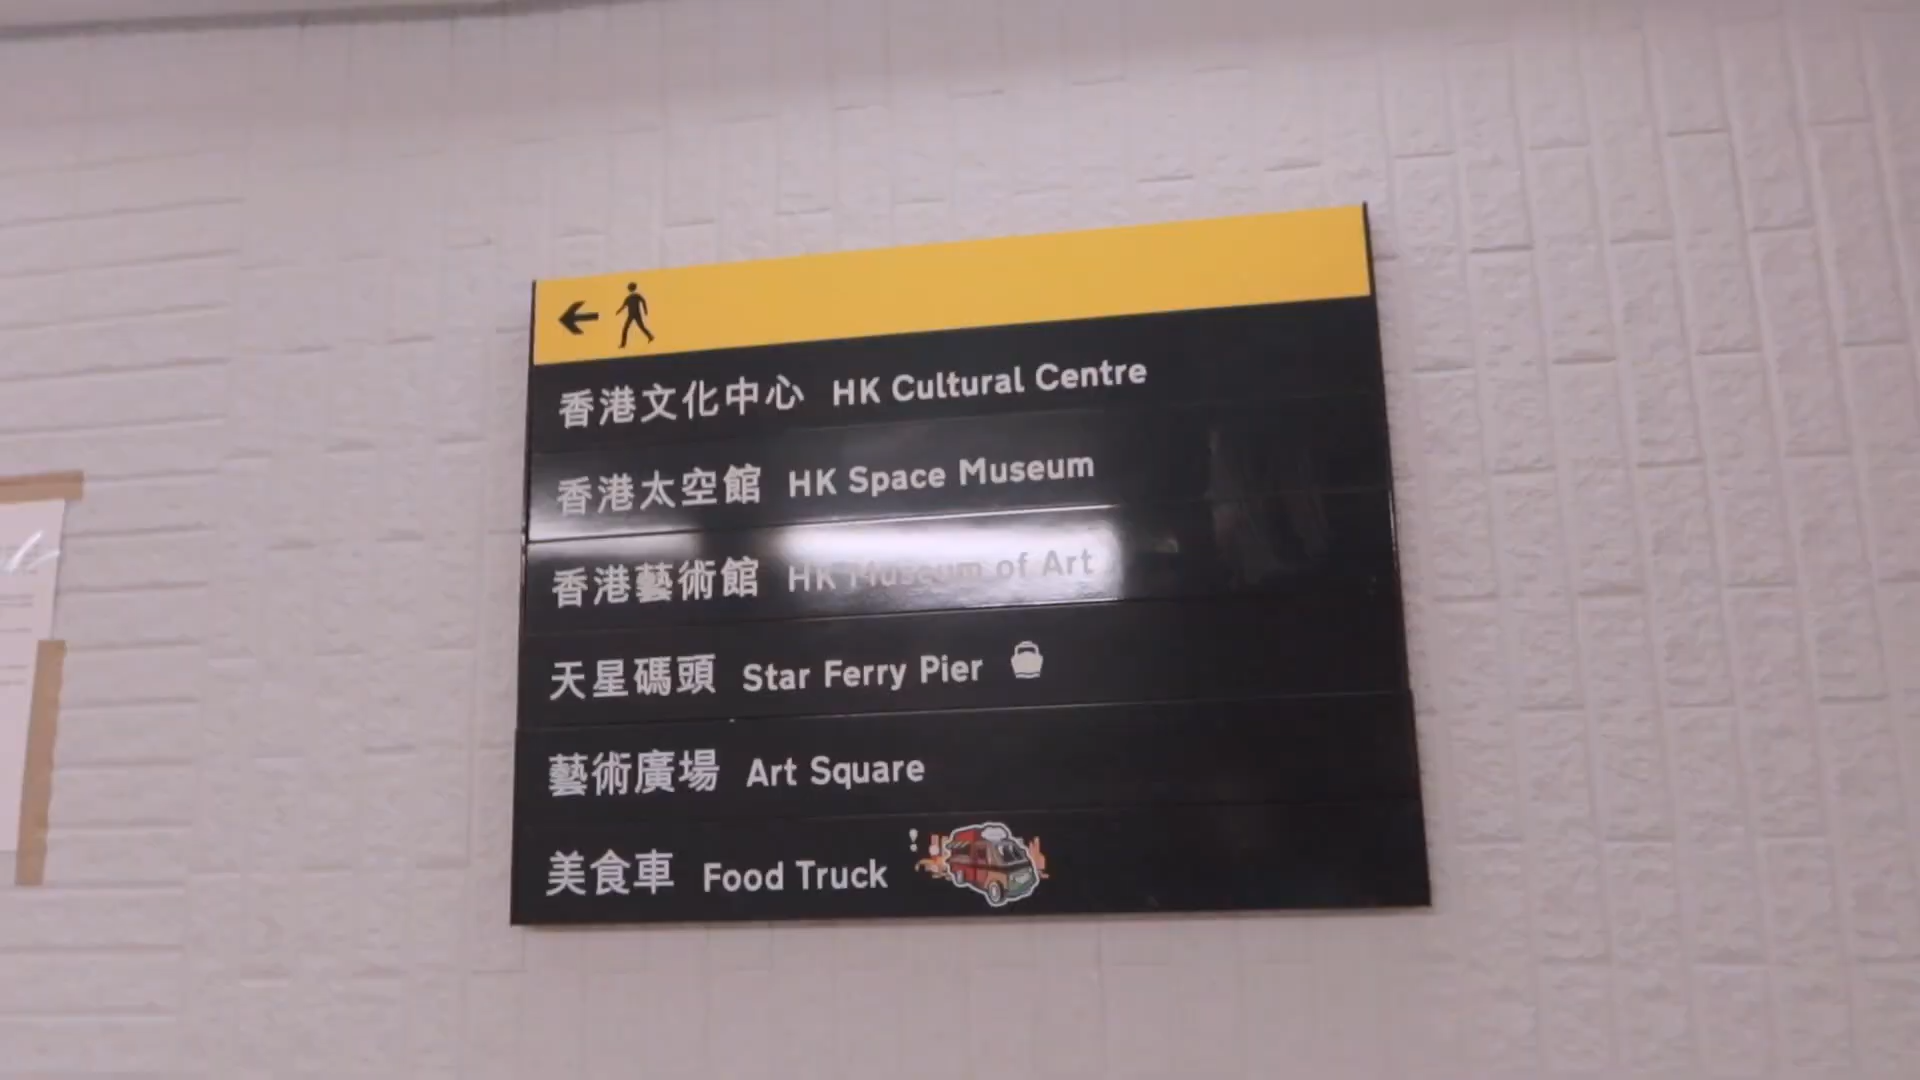 香港文化中心 HK Cultural Centre
香港太空館 HK Space Museum
香港藝術館 HK Museum of Art
天星碼頭 Star Ferry Pier
藝術廣場 Art Square
美食車 Food Truck